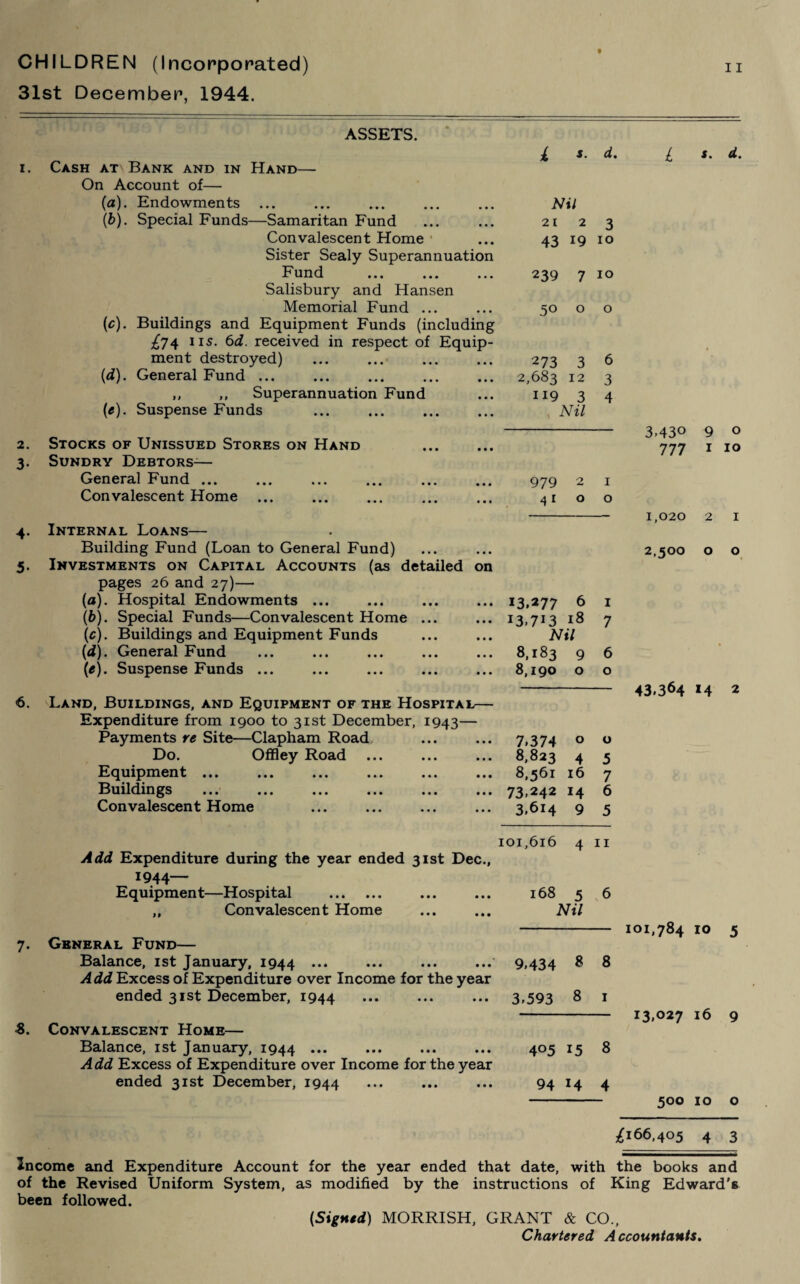 CHILDREN (Incorporated) 11
31st December, 1944.
ASSETS.
£ s. d. £ s. d.
1. Cash at Bank and in Hand—
On Account of—
(a). Endowments ... ... ... ... ... Nil
(b). Special Funds—Samaritan Fund ... ... 21 2 3
Convalescent Home ... 43 19 10
Sister Sealy Superannuation
Fund ... ... ... 239 7 10
Salisbury and Hansen
Memorial Fund ... ... 50 0 0
(c). Buildings and Equipment Funds (including
£74 11s. 6d. received in respect of Equip-
ment destroyed) ... ... ... ... 273 3 6
(d). General Fund ... ... ... ... ... 2,683 12 3
,, ,, Superannuation Fund ... 119 3 4
(e). Suspense Funds ... ... ... ... Nil
3,430 9 0
2. Stocks of Unissued Stores on Hand ... ... 777 1 10
3. Sundry Debtors—
General Fund ... ... ... ... ... ... 979 2 1
Convalescent Home ... ... ... ... ... 41 0 0
1,020 2 1
4. Internal Loans—
Building Fund (Loan to General Fund) ... ... 2,500 0 0
5. Investments on Capital Accounts (as detailed on
pages 26 and 27)—
(a). Hospital Endowments ... ... ... ... 13,277 6 1
(b). Special Funds—Convalescent Home ... ... 13,713 18 7
(c). Buildings and Equipment Funds ... ... Nil
(d). General Fund ... ... ... ... ... 8,183 9 6
(e). Suspense Funds ... ... ... ... ... 8,190 0 0
43,364 14 2
6. Land, Buildings, and Equipment of the Hospital—
Expenditure from 1900 to 31st December, 1943—
Payments re Site—Clapham Road ... ... 7,374 0 0
Do. Offley Road ... ... ... 8,823 4 5
Equipment ... ... ... ... ... ... 8,561 16 7
Buildings ... ... ... ... ... ... 73,242 14 6
Convalescent Home ... ... ... ... 3,614 9 5
101,616 4 11
Add Expenditure during the year ended 31st Dec.,
1944—
Equipment—Hospital ... ... ... ... 168 5 6
,, Convalescent Home ... ... Nil
101,784 10 5
7. General Fund—
Balance, 1st January, 1944 ... ... ... ... 9,434 8 8
Add Excess of Expenditure over Income for the year
ended 31st December, 1944 ... ... ... 3,593 8 1
13,027 16 9
8. Convalescent Home—
Balance, 1st January, 1944 ... ... ... ... 405 15 8
Add Excess of Expenditure over Income for the year
ended 31st December, 1944 ... ... ... 94 14 4
500 10 0
£166,405 4 3
Income and Expenditure Account for the year ended that date, with the books and
of the Revised Uniform System, as modified by the instructions of King Edward's
been followed.
(Signed) MORRISH, GRANT & CO.,
Chartered Accountants.